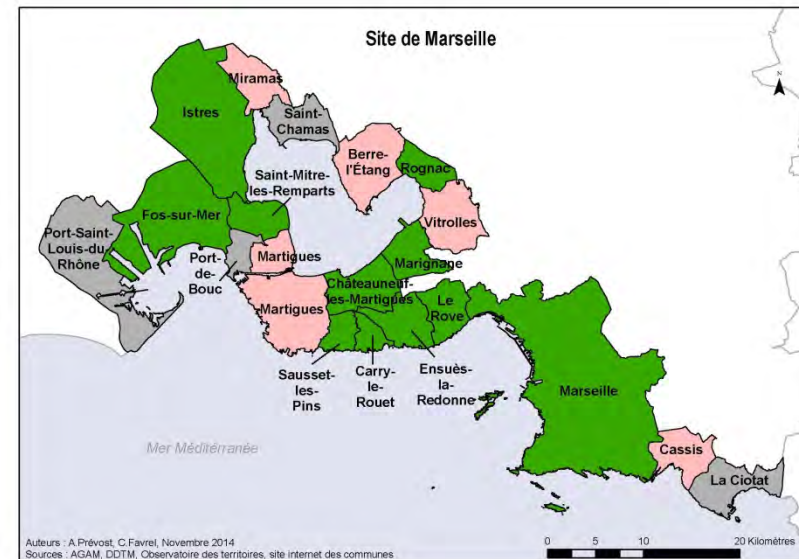 Site de Marseille
N
Miramas
Istres
Saint-
Chamas
Berre-
l'Étang
Rognac
Saint-Mitre-
les-Remparts
Vitrolles
Fos-sur-Mer
Port-Saint-
Louis-du-
Rhône
Port-
de-
Bouc
Martigues
Marignane
Châteauneuf-
les-Martigues
Martigues
Le
Rove
Sausset-
les-
Pins
Carry-
le-
Rouet
Ensuès-
la-
Redonne
Marseille
Mer Méditérranée
Cassis
La Ciotat
Auteurs : A.Prévost, C.Favrel, Novembre 2014
Sources : AGAM, DDTM, Observatoire des territoires, site internet des communes
0 5 10 20 Kilomètres